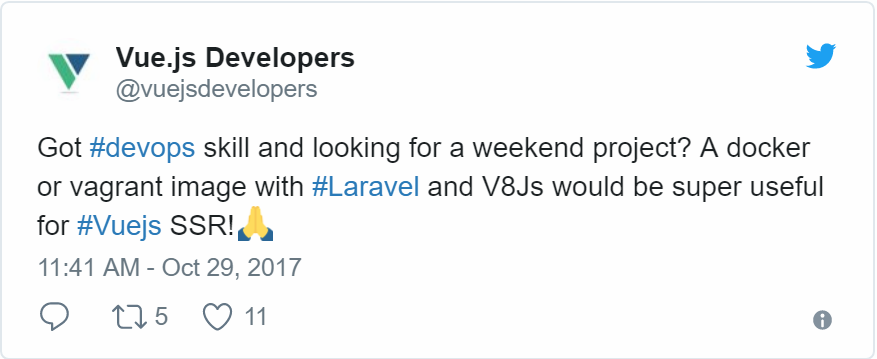 Vue.js Developers
@vuejsdevelopers
Got #devops skill and looking for a weekend project? A docker
or vagrant image with #Laravel and V8Js would be super useful
for #Vuejs SSR!🙏
11:41 AM - Oct 29, 2017
5 11